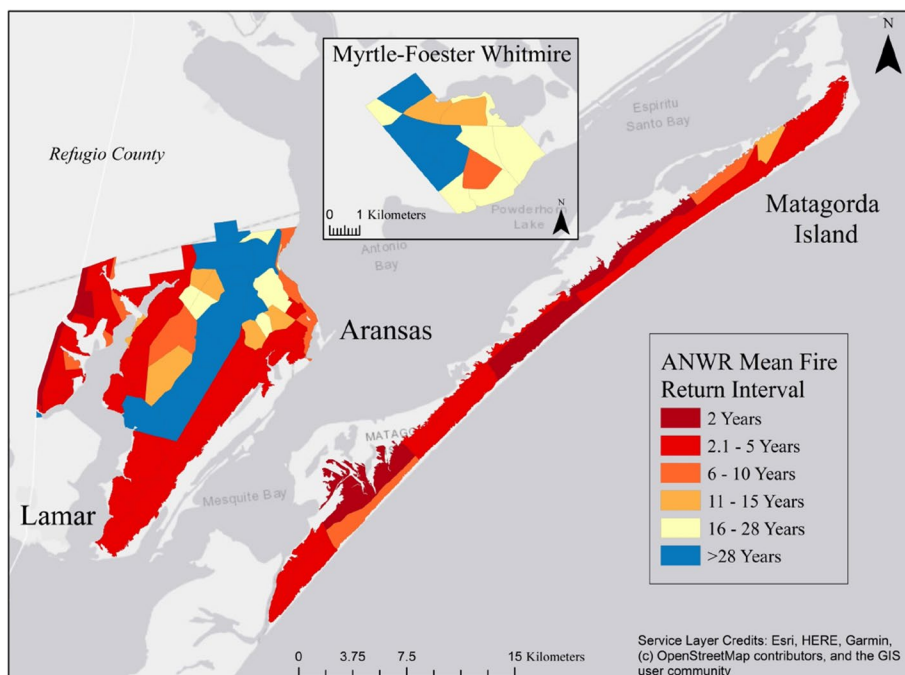 Myrtle-Foester Whitmire
N
Espiritu
Santo Bay
Refugio County
Powderhorn
Lake
0 1 Kilometers
N
Antonio
Bay
Matagorda
Island
Aransas
ANWR Mean Fire
Return Interval
2 Years
2.1 - 5 Years
6 - 10 Years
11 - 15 Years
16 - 28 Years
>28 Years
Mesquite Bay
Lamar
0 3.75 7.5 15 Kilometers
Service Layer Credits: Esri, HERE, Garmin,
(c) OpenStreetMap contributors, and the GIS
user community